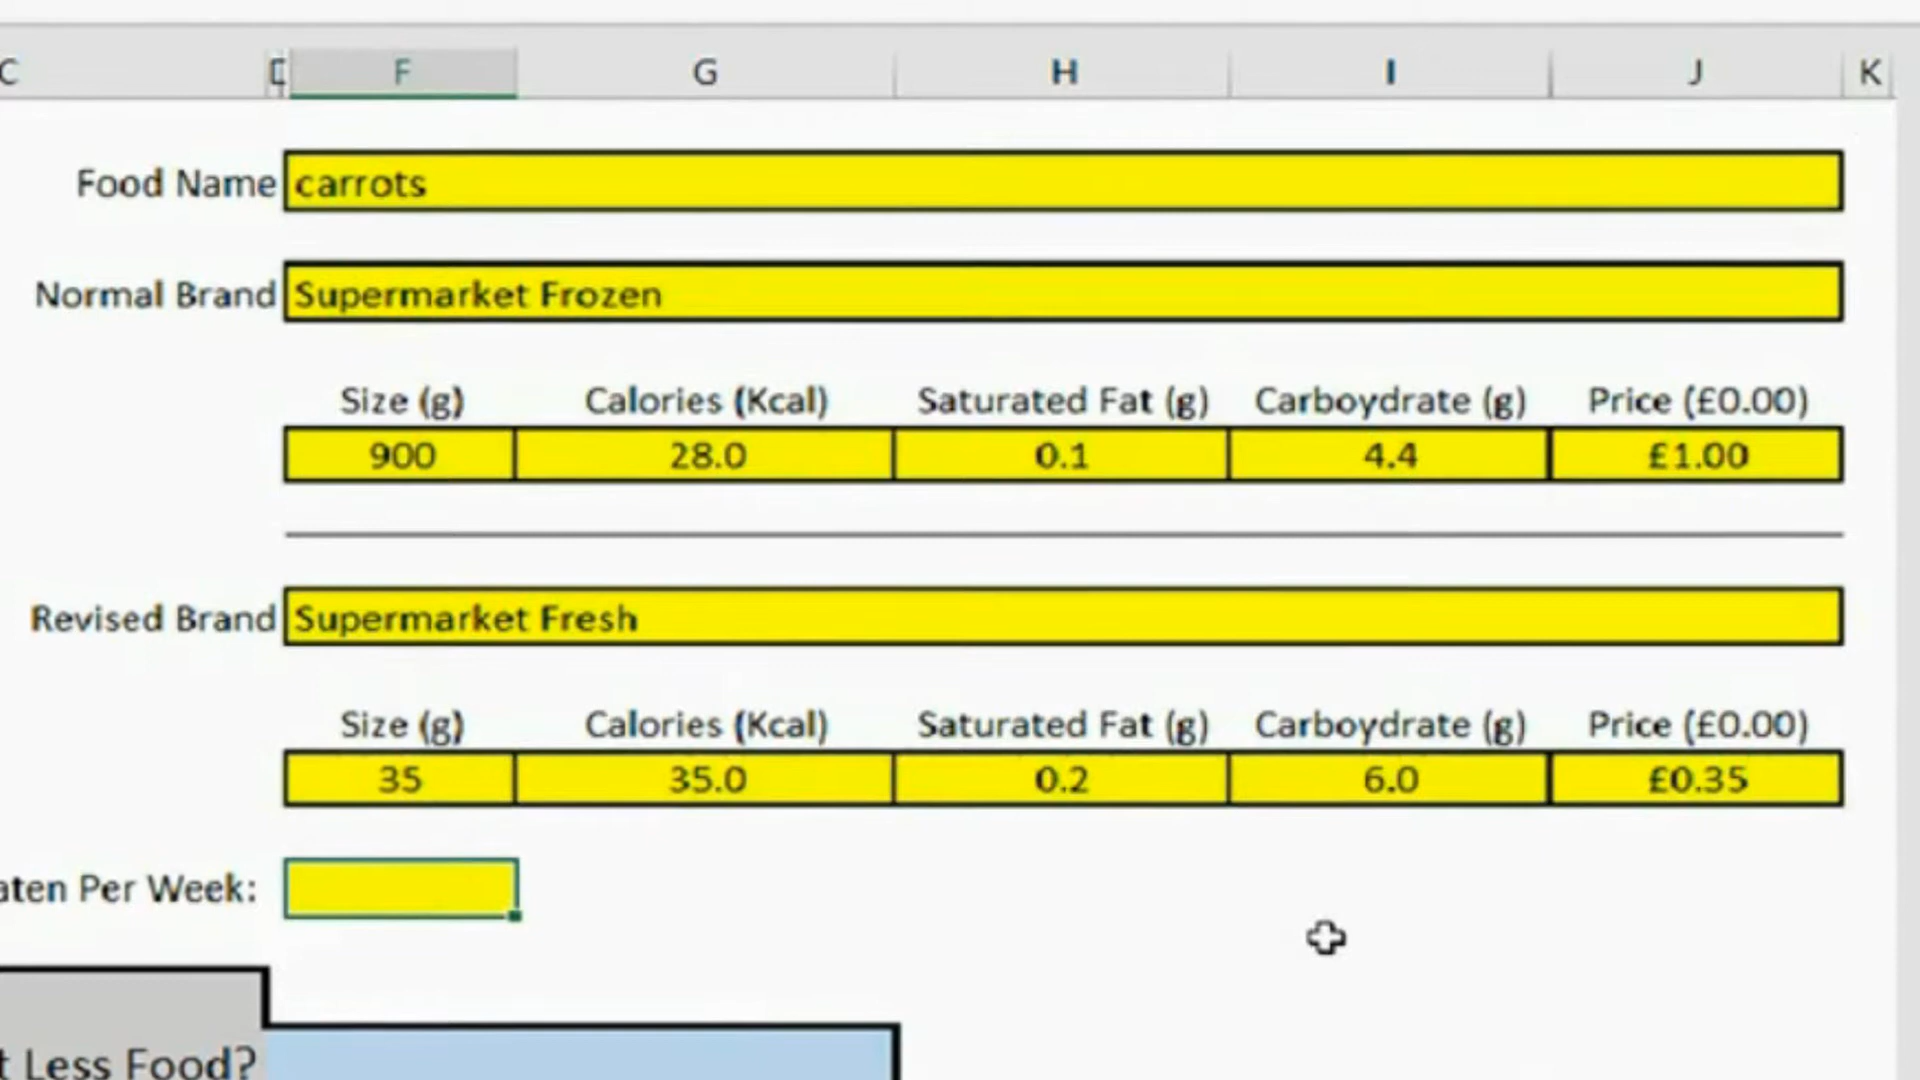 C D F G H I J K
Food Name carrots
Normal Brand Supermarket Frozen
Size (g) Calories (Kcal) Saturated Fat (g) Carboydrate (g) Price (£0.00)
900 28.0 0.1 4.4 £1.00
Revised Brand Supermarket Fresh
Size (g) Calories (Kcal) Saturated Fat (g) Carboydrate (g) Price (£0.00)
35 35.0 0.2 6.0 £0.35
aten Per Week:
t Less Food?